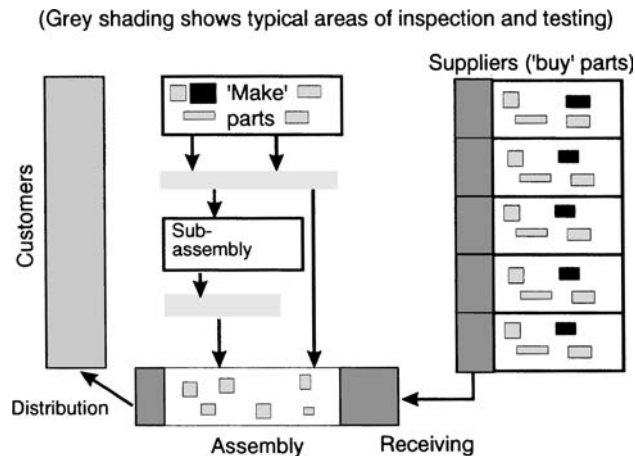 (Grey shading shows typical areas of inspection and testing)
Suppliers ('buy' parts)
'Make'
parts
Customers
Sub-
assembly
Distribution
Assembly
Receiving